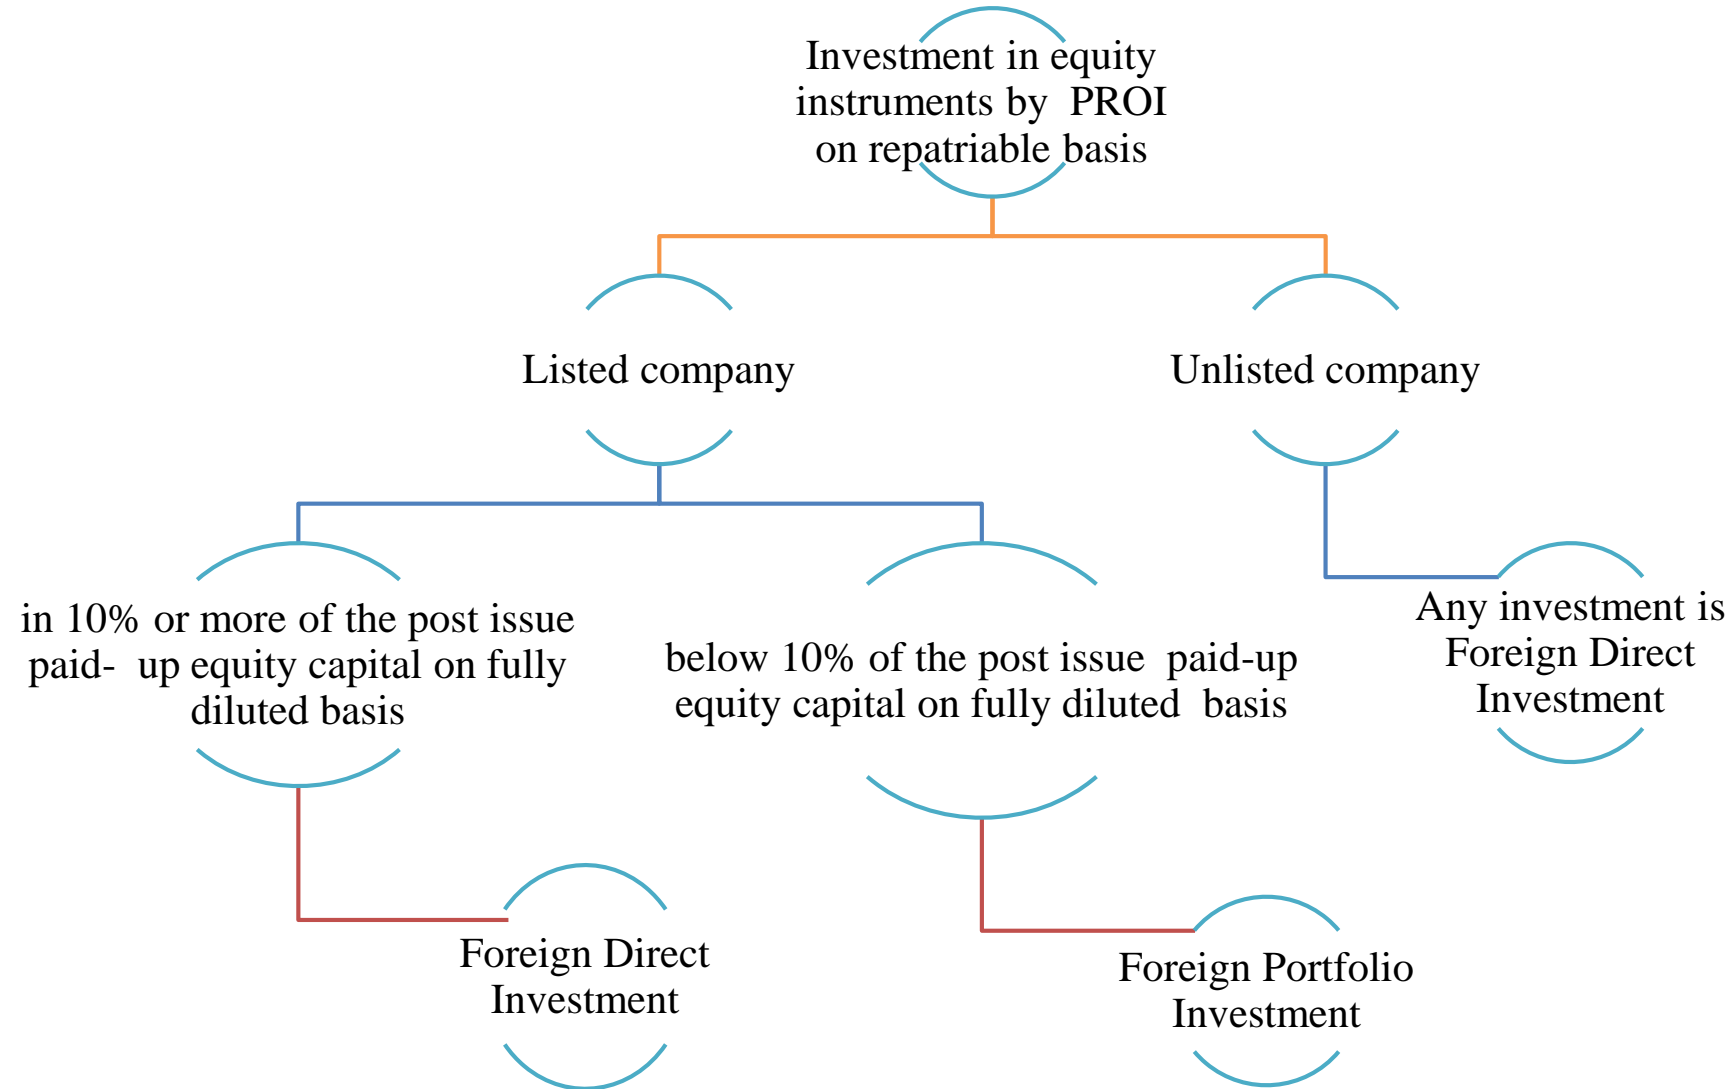 Investment in equity
instruments by  PROI
on repatriable basis
Listed company
Unlisted company
in 10% or more of the post issue
paid-  up equity capital on fully
diluted basis
below 10% of the post issue  paid-up
equity capital on fully diluted  basis
Any investment is
Foreign Direct
Investment
Foreign Direct
Investment
Foreign Portfolio
Investment